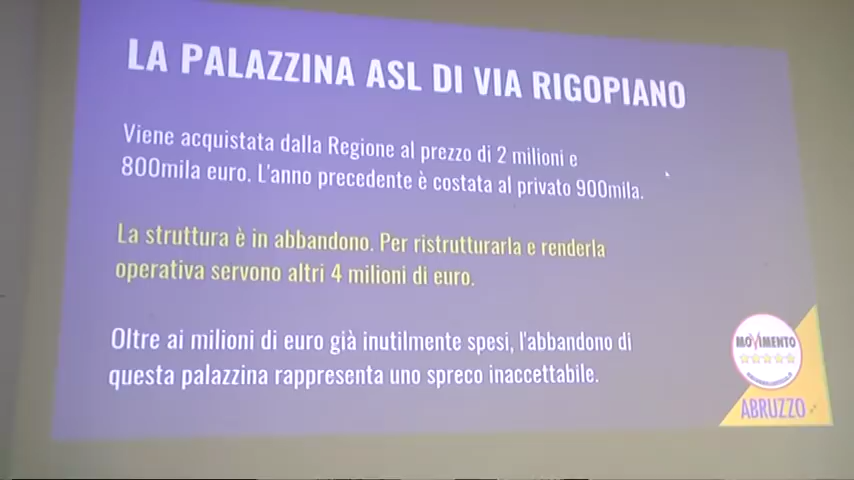 LA PALAZZINA ASL DI VIA RIGOPIANO
Viene acquistata dalla Regione al prezzo di 2 milioni e
800mila euro. L'anno precedente è costata al privato 900mila.
La struttura è in abbandono. Per ristrutturarla e renderla
operativa servono altri 4 milioni di euro.
Oltre ai milioni di euro già inutilmente spesi, l'abbandono di
questa palazzina rappresenta uno spreco inaccettabile.
MOVIMENTO
ABRUZZO